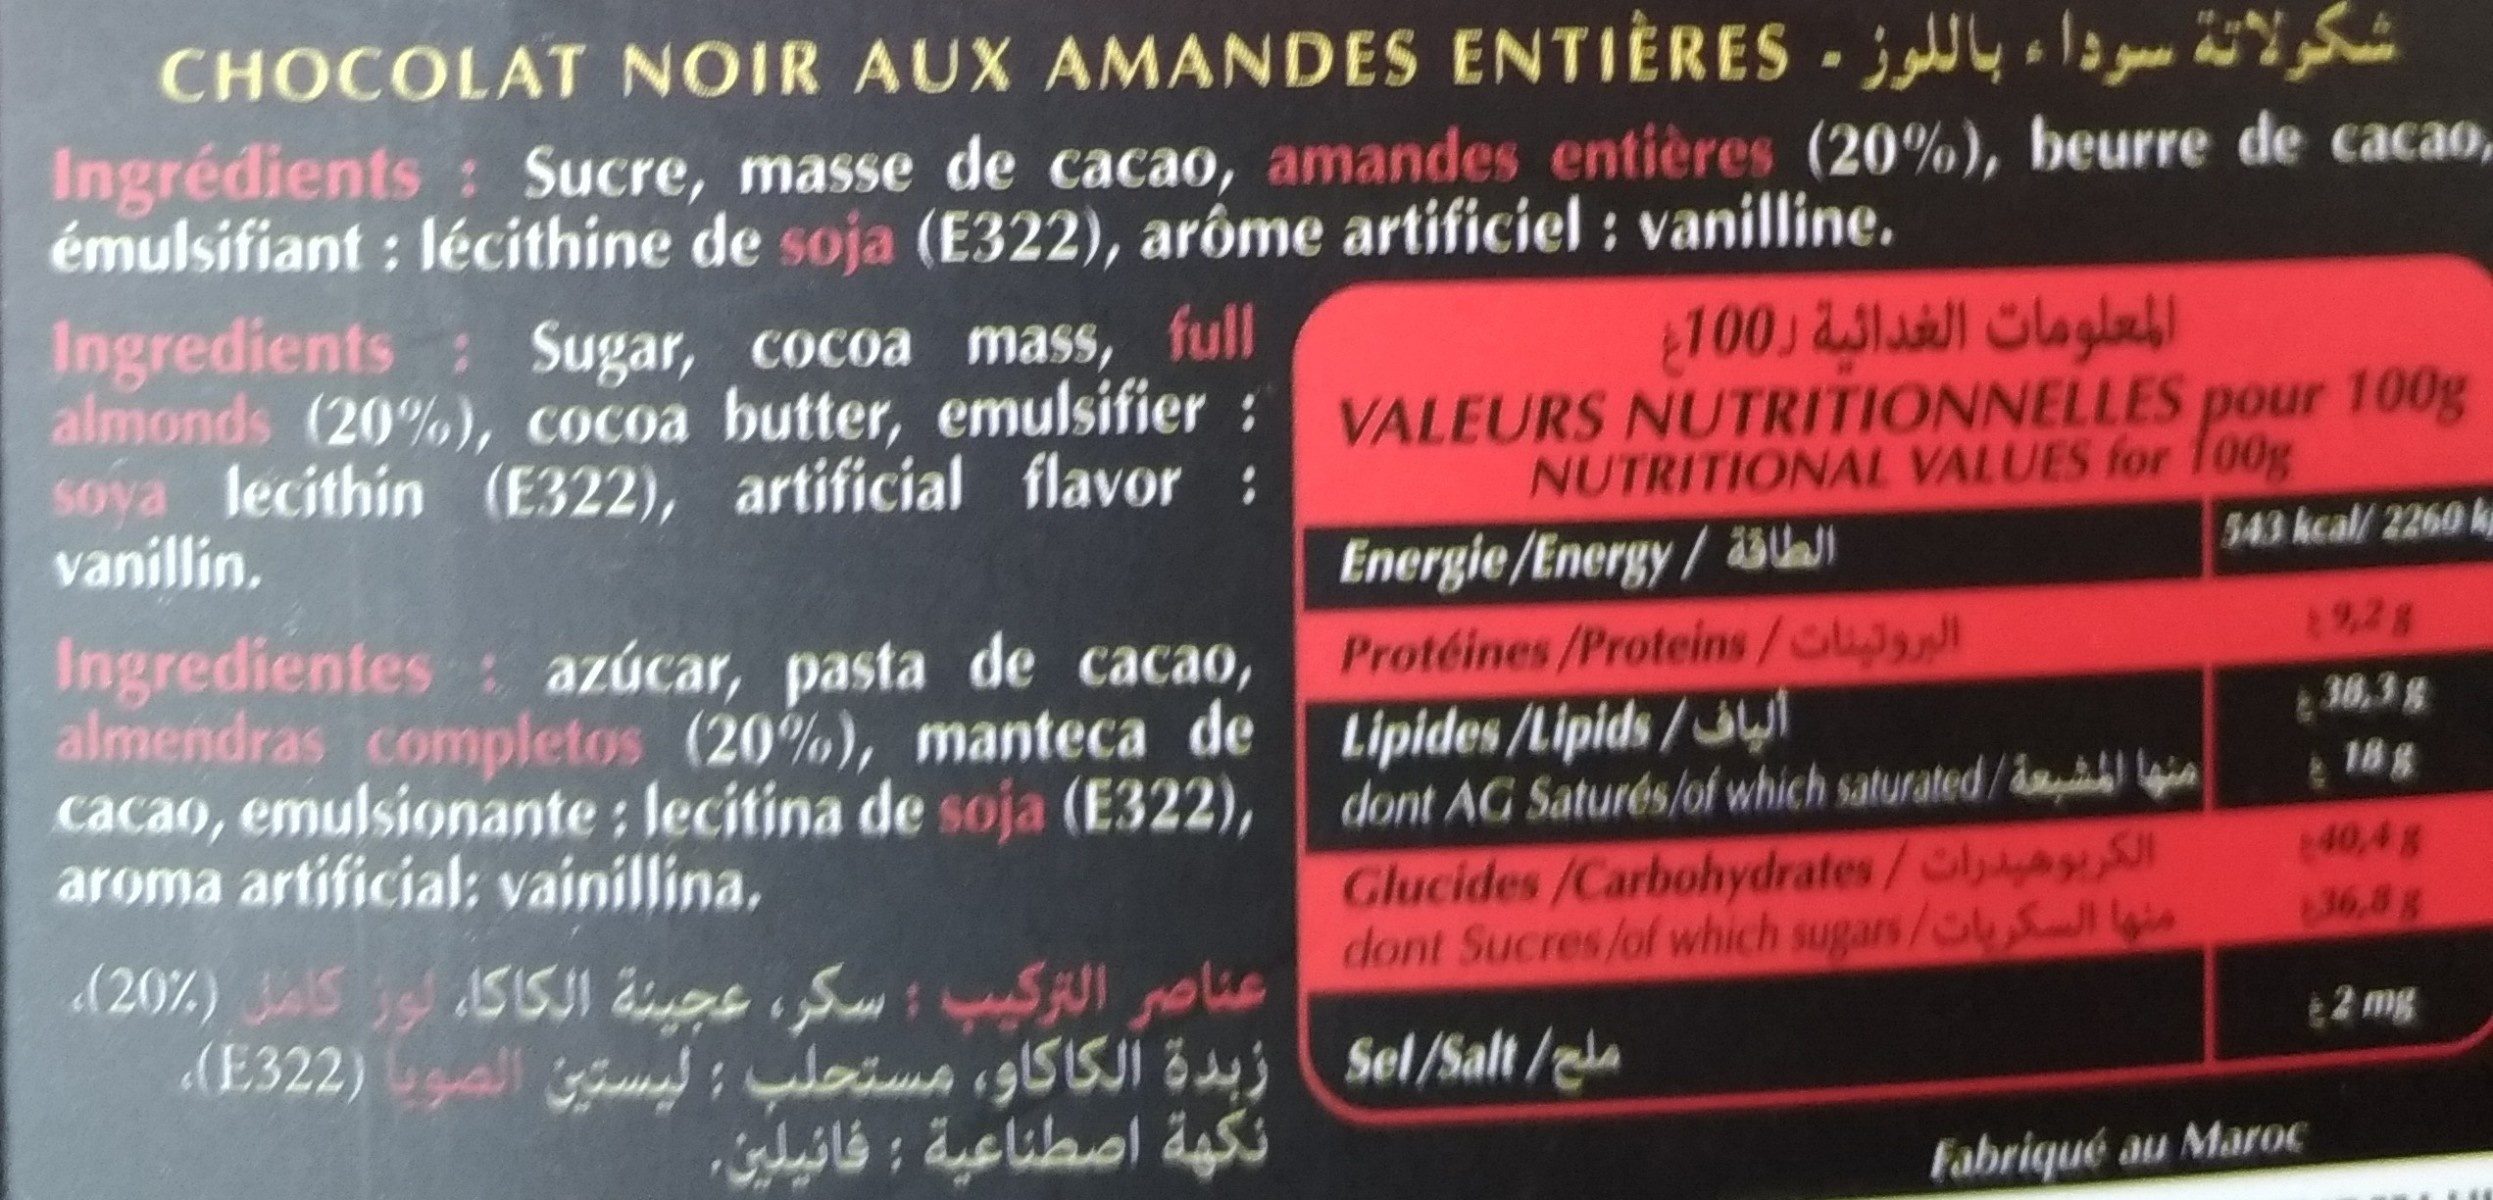 CHOCOLAT NOIR AUX AMANDES ENTIÈRES - شكولاتة سوداء باللوز
Ingrédients : Sucre, masse de cacao, amandes entières (20%), beurre de cacao,
émulsifiant : lécithine de soja (E322), arôme artificiel : vanilline.
Ingredients : Sugar, cocoa mass, full
almonds (20%), cocoa butter, emulsifier :
soya lecithin (E322), artificial flavor :
vanillin.
Ingredientes : azúcar, pasta de cacao,
almendras completos (20%), manteca de
cacao, emulsionante : lecitina de soja (E322),
aroma artificial: vainillina.
عناصر التركيب : سكر، عجينة الكاكا، لوز كامل (20%)،
زبدة الكاكاو، مستحلب : ليستين الصويا (E322)،
نكهة اصطناعية : فانيلين.
المعلومات الغدائية ل100غ
VALEURS NUTRITIONNELLES pour 100g
NUTRITIONAL VALUES for 100g
Energie/Energy / الطاقة 543 kcal/ 2260 kj
Protéines /Proteins / البروتينات 9,2 g غ
Lipides /Lipids / ألياف 38,3 g غ
dont AG Saturés/of which saturated / منها المشبعة 18 g غ
Glucides /Carbohydrates / الكربوهيدرات 40,4 g غ
dont Sucres/of which sugars / منها السكريات 36,8 g غ
Sel /Salt / ملح 2 mg غ
Fabriqué au Maroc